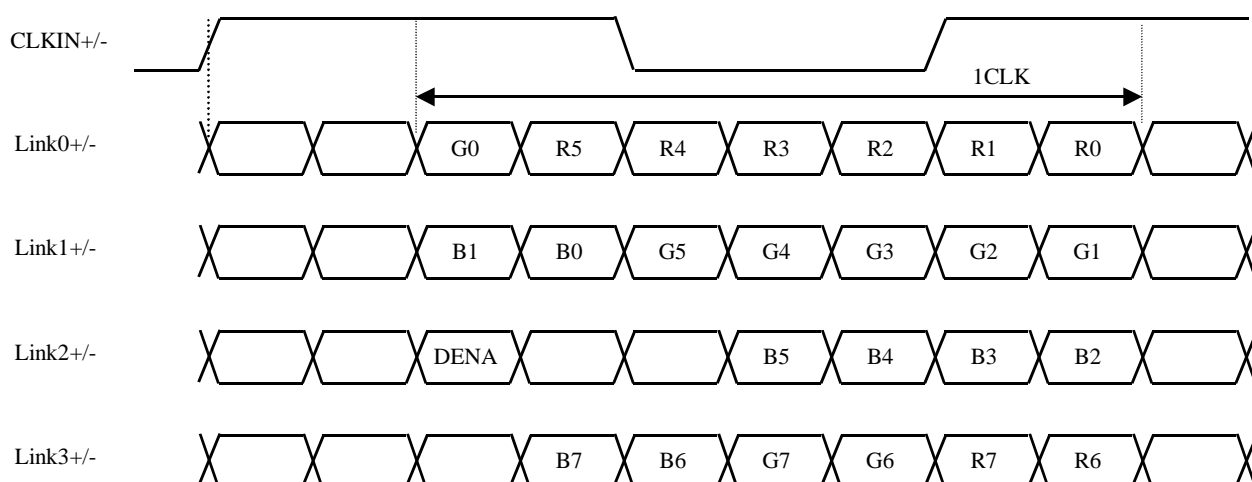 CLKIN+/-
1CLK
Link0+/- G0 R5 R4 R3 R2 R1 R0
Link1+/- B1 B0 G5 G4 G3 G2 G1
Link2+/- DENA B5 B4 B3 B2
Link3+/- B7 B6 G7 G6 R7 R6